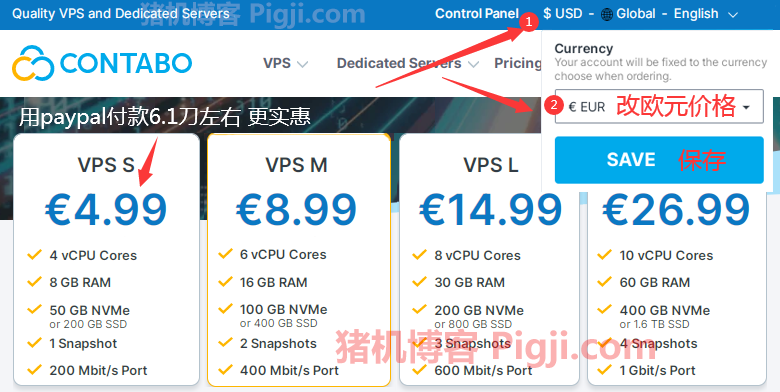 Quality VPS and Dedicated Servers
猪机博客 Pigji.com
Control Panel
1
$ USD - Global - English
CONTABO
VPS
Dedicated Servers
Pricing
Currency
Your account will be fixed to the currency
choose when ordering.
2
€ EUR
改欧元价格
SAVE
保存
用paypal付款6.1刀左右 更实惠
VPS S
€4.99
4 vCPU Cores
8 GB RAM
50 GB NVMe
or 200 GB SSD
1 Snapshot
200 Mbit/s Port
VPS M
€8.99
6 vCPU Cores
16 GB RAM
100 GB NVMe
or 400 GB SSD
2 Snapshots
400 Mbit/s Port
VPS L
€14.99
8 vCPU Cores
30 GB RAM
200 GB NVMe
or 800 GB SSD
3 Snapshots
600 Mbit/s Port
€26.99
10 vCPU Cores
60 GB RAM
400 GB NVMe
or 1.6 TB SSD
4 Snapshots
1 Gbit/s Port
猪机博客 Pigji.com